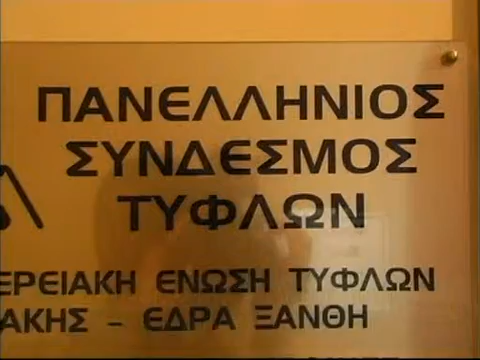 ΠΑΝΕΛΛΗΝΙΟΣ
ΣΥΝΔΕΣΜΟΣ
ΤΥΦΛΩΝ
ΕΡΕΙΑΚΗ ΕΝΩΣΗ ΤΥΦΛΩΝ
ΑΚΗΣ – ΕΔΡΑ ΞΑΝΘΗ